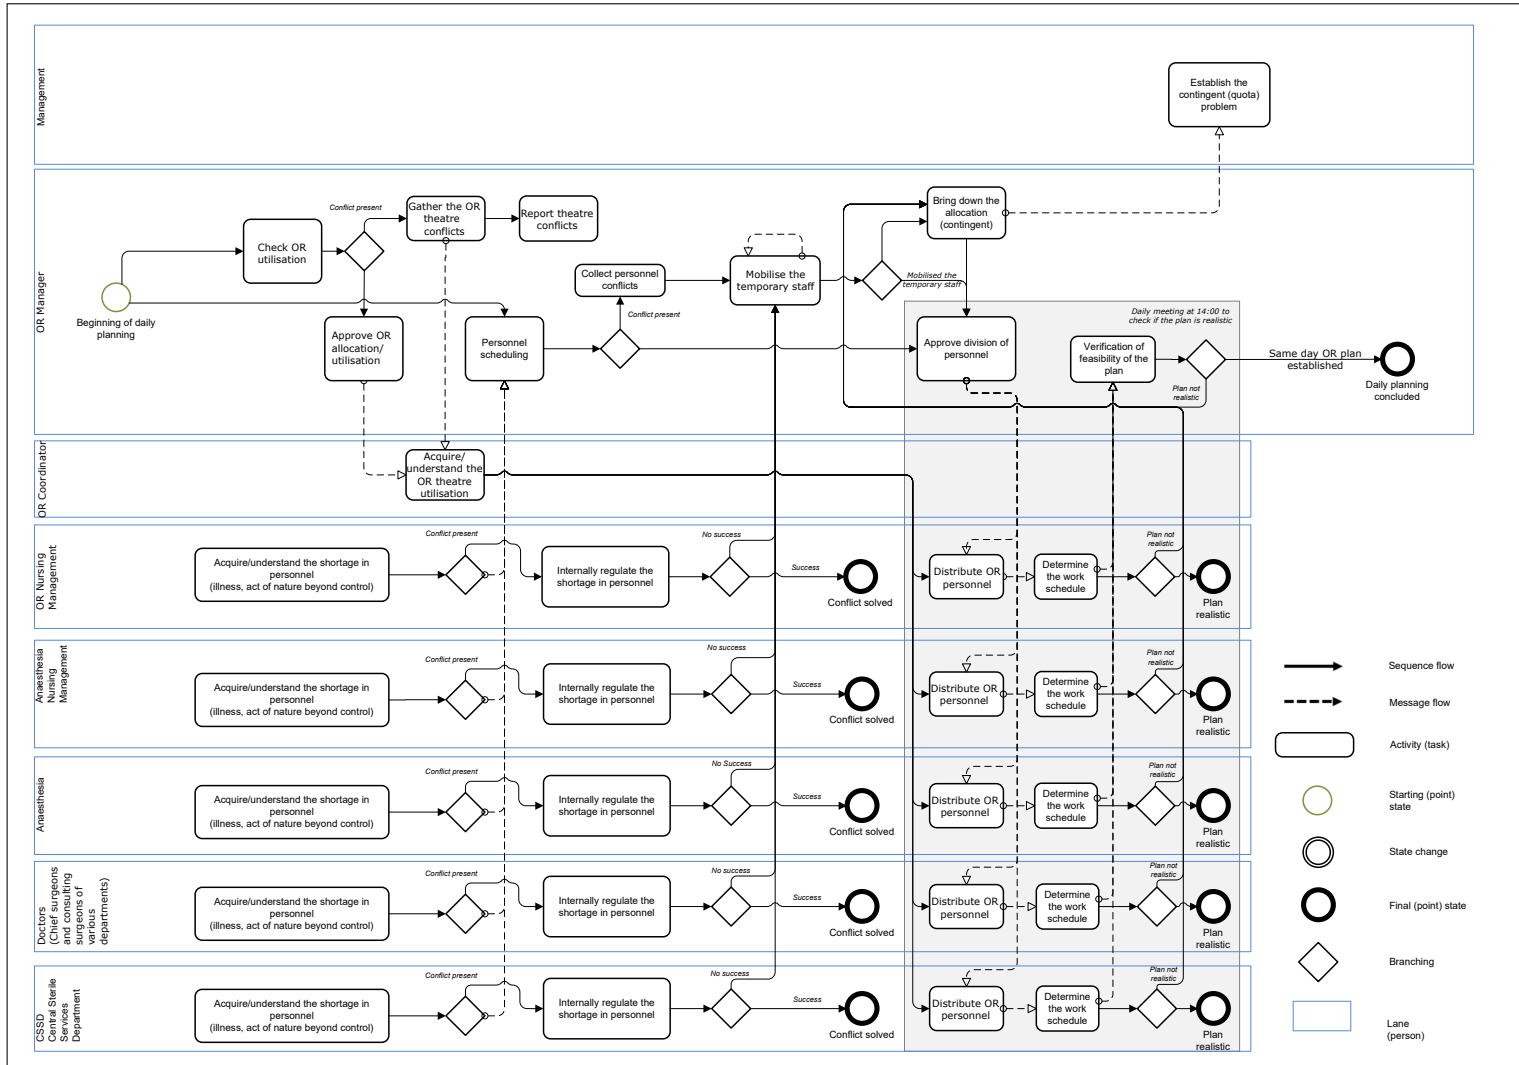 Management
Establish the
contingent (quota)
problem
OR Manager
Beginning of daily
planning
Check OR
utilisation
Conflict present
Gather the OR
theatre
conflicts
Report theatre
conflicts
Approve OR
allocation/
utilisation
Personnel
scheduling
Collect personnel
conflicts
Conflict present
Mobilise the
temporary staff
Bring down the
allocation
(contingent)
Mobilised the
temporary staff
Approve division of
personnel
Daily meeting at 14:00 to
check if the plan is realistic
Verification of
feasibility of the
plan
Plan not
realistic
Same day OR plan
established
Daily planning
concluded
OR Coordinator
Acquire/
understand the
OR theatre
utilisation
OR Nursing
Management
Acquire/understand the shortage in
personnel
(illness, act of nature beyond control)
Conflict present
Internally regulate the
shortage in personnel
No success
Success
Conflict solved
Distribute OR
personnel
Determine
the work
schedule
Plan not
realistic
Plan
realistic
Anaesthesia
Nursing
Management
Acquire/understand the shortage in
personnel
(illness, act of nature beyond control)
Conflict present
Internally regulate the
shortage in personnel
No success
Success
Conflict solved
Distribute OR
personnel
Determine
the work
schedule
Plan not
realistic
Plan
realistic
Anaesthesia
Acquire/understand the shortage in
personnel
(illness, act of nature beyond control)
Conflict present
Internally regulate the
shortage in personnel
No Success
Success
Conflict solved
Distribute OR
personnel
Determine
the work
schedule
Plan not
realistic
Plan
realistic
Doctors
(Chief surgeons
and consulting
surgeons of
various
departments)
Acquire/understand the shortage in
personnel
(illness, act of nature beyond control)
Conflict present
Internally regulate the
shortage in personnel
No success
Success
Conflict solved
Distribute OR
personnel
Determine
the work
schedule
Plan not
realistic
Plan
realistic
CSSD
Central Sterile
Services
Department
Acquire/understand the shortage in
personnel
(illness, act of nature beyond control)
Conflict present
Internally regulate the
shortage in personnel
No success
Success
Conflict solved
Distribute OR
personnel
Determine
the work
schedule
Plan not
realistic
Plan
realistic
Sequence flow
Message flow
Activity (task)
Starting (point)
state
State change
Final (point) state
Branching
Lane
(person)